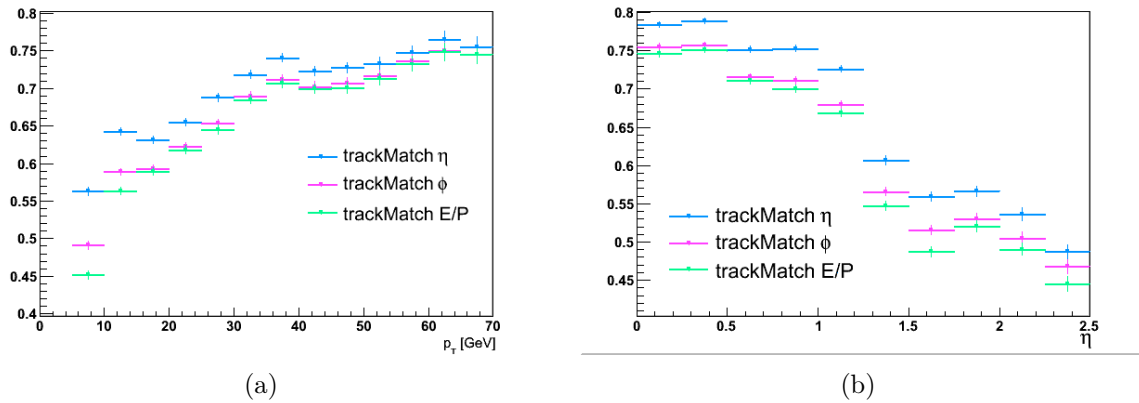 0.8
0.75
0.7
0.65
0.6
0.55
0.5
0.45
0.4
trackMatch η
trackMatch ϕ
trackMatch E/P
0 10 20 30 40 50 60 70
p_T [GeV]
(a)
0.8
0.75
0.7
0.65
0.6
0.55
0.5
0.45
trackMatch η
trackMatch ϕ
trackMatch E/P
0 0.5 1 1.5 2 2.5
η
(b)